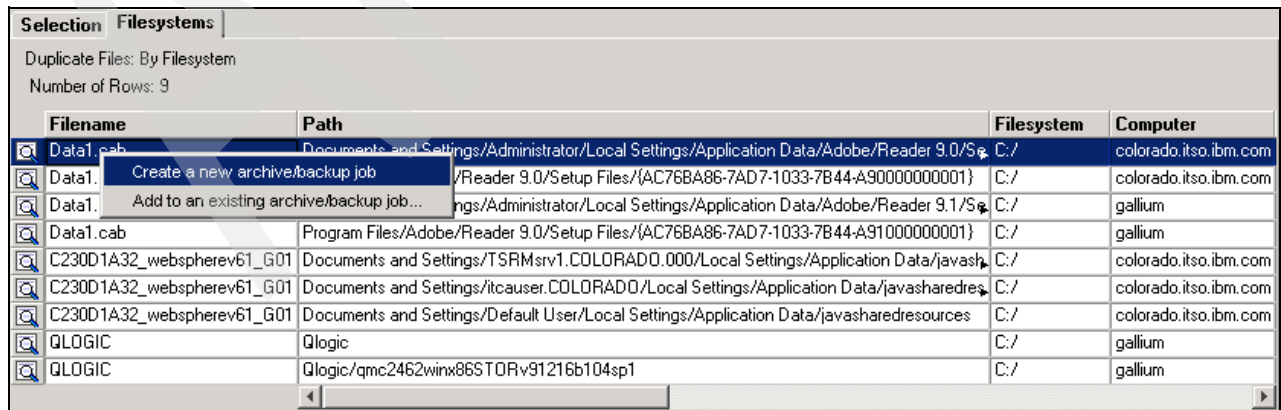 Selection Filesystems
Duplicate Files: By Filesystem
Number of Rows: 9
Filename Path Filesystem Computer
Data1.cab Documents and Settings/Administrator/Local Settings/Application Data/Adobe/Reader 9.0/Se C:/ colorado.itso.ibm.com
Create a new archive/backup job
Data1. /Reader 9.0/Setup Files/{AC76BA86-7AD7-1033-7B44-A90000000001} C:/ colorado.itso.ibm.com
Add to an existing archive/backup job...
Data1. ngs/Administrator/Local Settings/Application Data/Adobe/Reader 9.1/Se C:/ gallium
Data1.cab Program Files/Adobe/Reader 9.0/Setup Files/{AC76BA86-7AD7-1033-7B44-A91000000001} C:/ gallium
C230D1A32_webspherev61_G01 Documents and Settings/TSRMsrv1.COLORADO.000/Local Settings/Application Data/javash C:/ colorado.itso.ibm.com
C230D1A32_webspherev61_G01 Documents and Settings/itcauser.COLORADO/Local Settings/Application Data/javasharedres C:/ colorado.itso.ibm.com
C230D1A32_webspherev61_G01 Documents and Settings/Default User/Local Settings/Application Data/javasharedresources C:/ colorado.itso.ibm.com
QLOGIC Qlogic C:/ gallium
QLOGIC Qlogic/qmc2462winx86STORv91216b104sp1 C:/ gallium